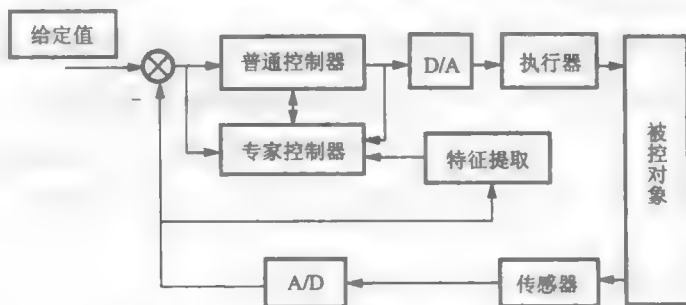 给定值
普通控制器
D/A
执行器
被控对象
专家控制器
特征提取
A/D
传感器